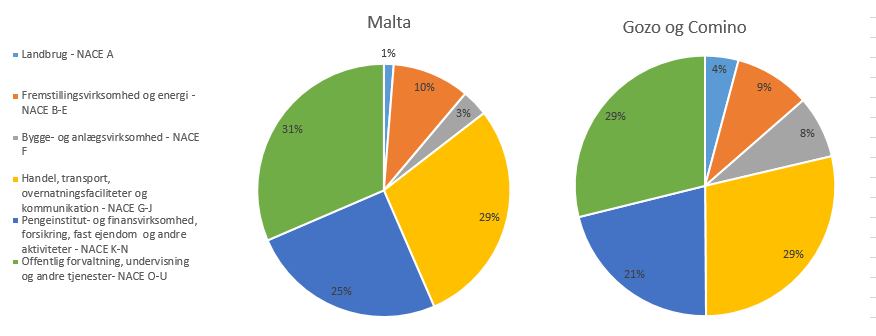 Malta
Gozo og Comino
Landbrug - NACE A
Fremstillingsvirksomhed og energi -
NACE B-E
Bygge- og anlægsvirksomhed - NACE
F
Handel, transport,
overnatningsfaciliteter og
kommunikation - NACE G-J
Pengeinstitut- og finansvirksomhed,
forsikring, fast ejendom og andre
aktiviteter - NACE K-N
Offentlig forvaltning, undervisning
og andre tjenester- NACE O-U
1%
10%
3%
29%
25%
31%
4%
9%
8%
29%
21%
29%